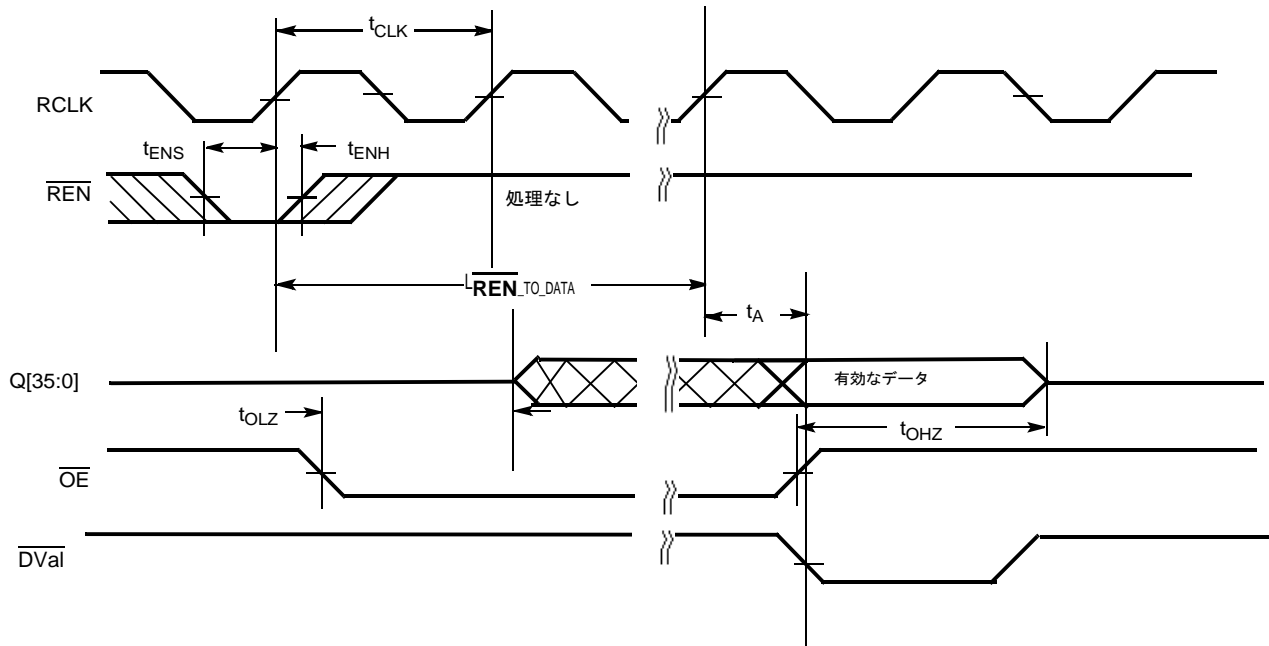 tCLK
RCLK
tENS
tENH
REN
処理なし
LREN_TO_DATA
tA
Q[35:0]
有効なデータ
tOLZ
tOHZ
OE
DVal